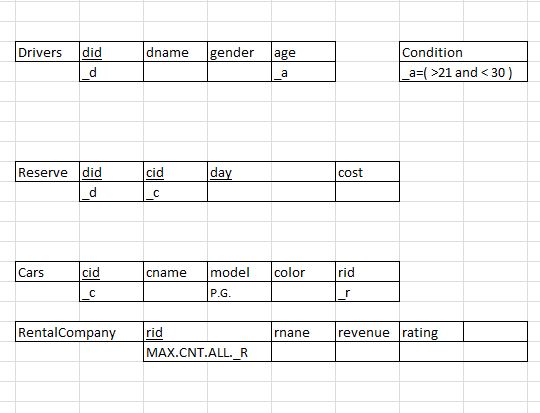 Drivers did dname gender age Condition
_d _a _a=( >21 and < 30 )
Reserve did cid day cost
_d _c
Cars cid cname model color rid
_c P.G. _r
RentalCompany rid rnane revenue rating
MAX.CNT.ALL._R